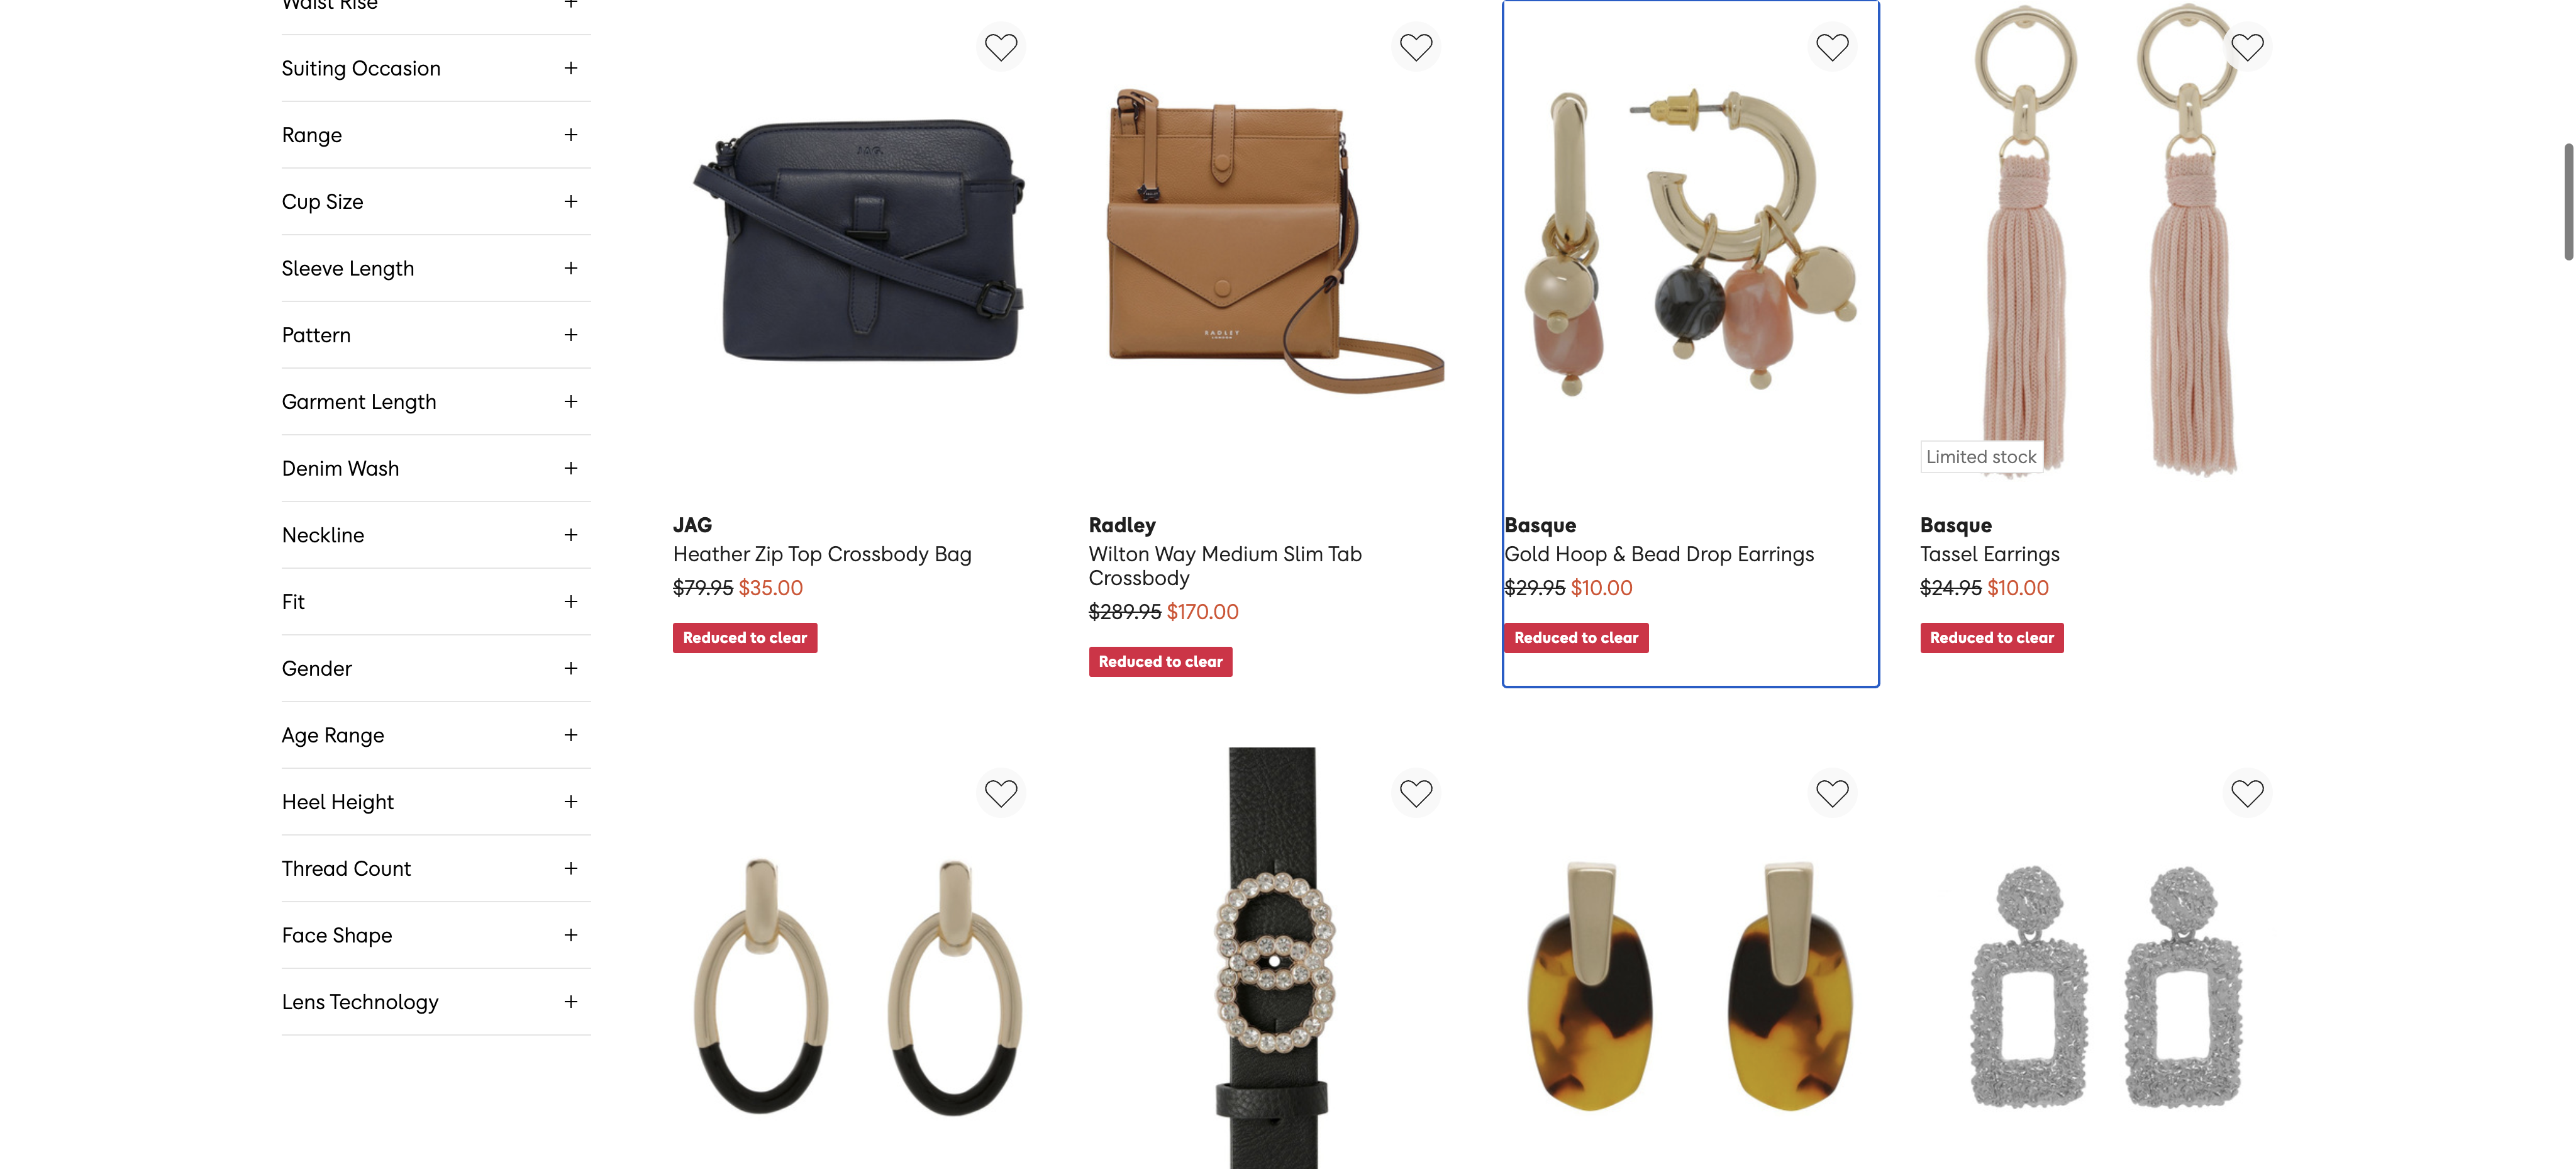 Waist Rise
Suiting Occasion
Range
Cup Size
Sleeve Length
Pattern
Garment Length
Denim Wash
Neckline
Fit
Gender
Age Range
Heel Height
Thread Count
Face Shape
Lens Technology
JAG
JAG
Heather Zip Top Crossbody Bag
$79.95 $35.00
Reduced to clear
RADLEY
LONDON
Radley
Wilton Way Medium Slim Tab
Crossbody
$289.95 $170.00
Reduced to clear
Basque
Gold Hoop & Bead Drop Earrings
$29.95 $10.00
Reduced to clear
Limited stock
Basque
Tassel Earrings
$24.95 $10.00
Reduced to clear